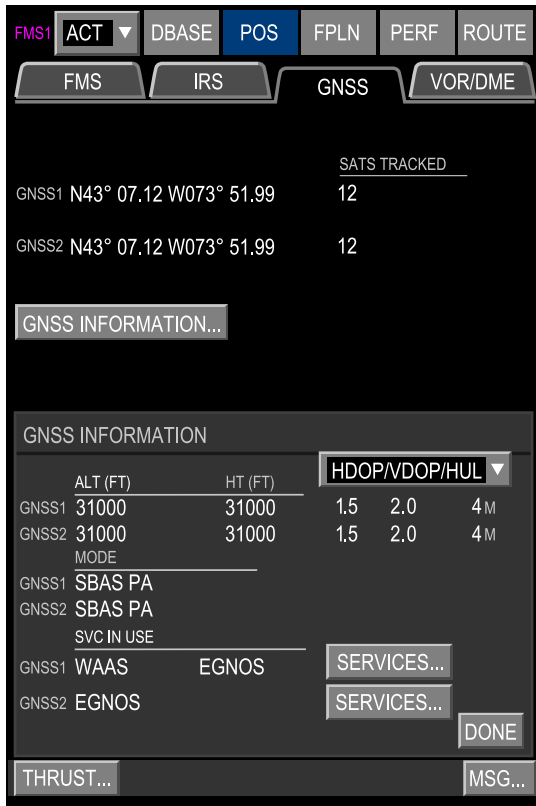 FMS1 ACT DBASE POS FPLN PERF ROUTE
FMS IRS GNSS VOR/DME
SATS TRACKED
GNSS1 N43° 07.12 W073° 51.99 12
GNSS2 N43° 07.12 W073° 51.99 12
GNSS INFORMATION...
GNSS INFORMATION
HDOP/VDOP/HUL
ALT (FT) HT (FT)
GNSS1 31000 31000 1.5 2.0 4 M
GNSS2 31000 31000 1.5 2.0 4 M
MODE
GNSS1 SBAS PA
GNSS2 SBAS PA
SVC IN USE
GNSS1 WAAS EGNOS SERVICES...
GNSS2 EGNOS SERVICES...
DONE
THRUST... MSG...